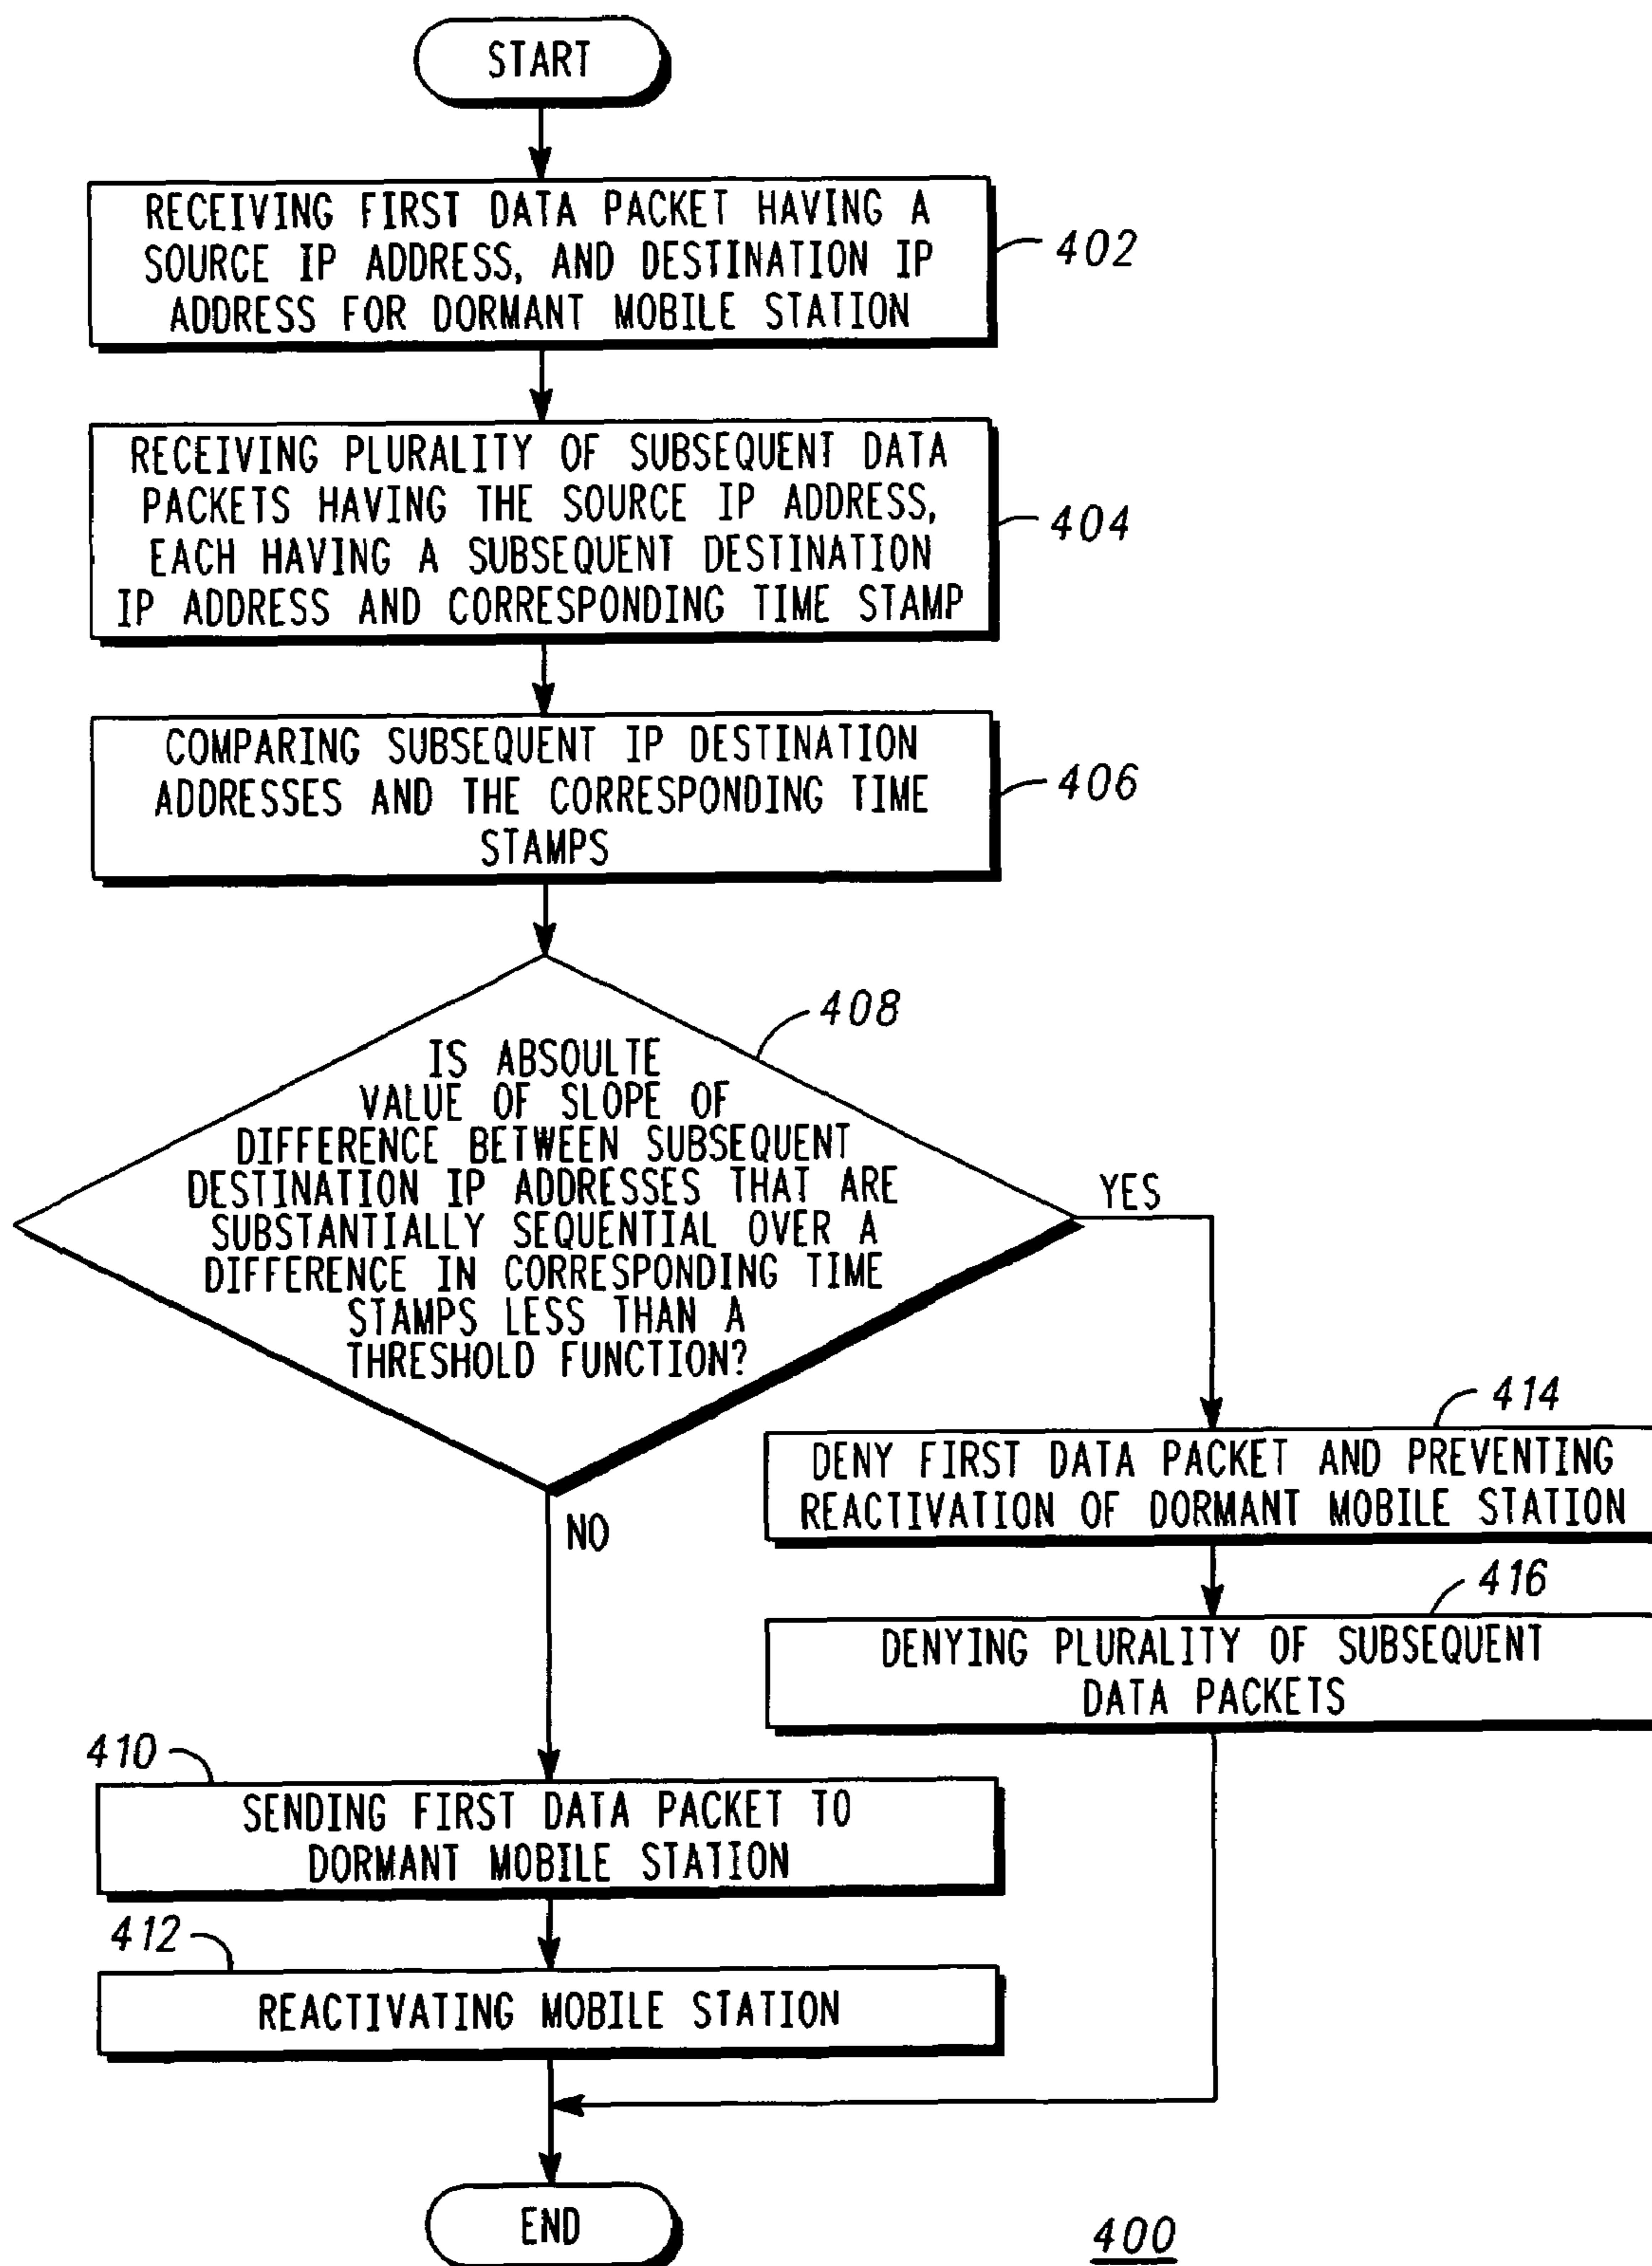 START
RECEIVING FIRST DATA PACKET HAVING A
SOURCE IP ADDRESS, AND DESTINATION IP
ADDRESS FOR DORMANT MOBILE STATION
402
RECEIVING PLURALITY OF SUBSEQUENT DATA
PACKETS HAVING THE SOURCE IP ADDRESS,
EACH HAVING A SUBSEQUENT DESTINATION
IP ADDRESS AND CORRESPONDING TIME STAMP
404
COMPARING SUBSEQUENT IP DESTINATION
ADDRESSES AND THE CORRESPONDING TIME
STAMPS
406
408
IS ABSOULTE
VALUE OF SLOPE OF
DIFFERENCE BETWEEN SUBSEQUENT
DESTINATION IP ADDRESSES THAT ARE
SUBSTANTIALLY SEQUENTIAL OVER A
DIFFERENCE IN CORRESPONDING TIME
STAMPS LESS THAN A
THRESHOLD FUNCTION?
YES
NO
414
DENY FIRST DATA PACKET AND PREVENTING
REACTIVATION OF DORMANT MOBILE STATION
416
DENYING PLURALITY OF SUBSEQUENT
DATA PACKETS
410
SENDING FIRST DATA PACKET TO
DORMANT MOBILE STATION
412
REACTIVATING MOBILE STATION
END
400